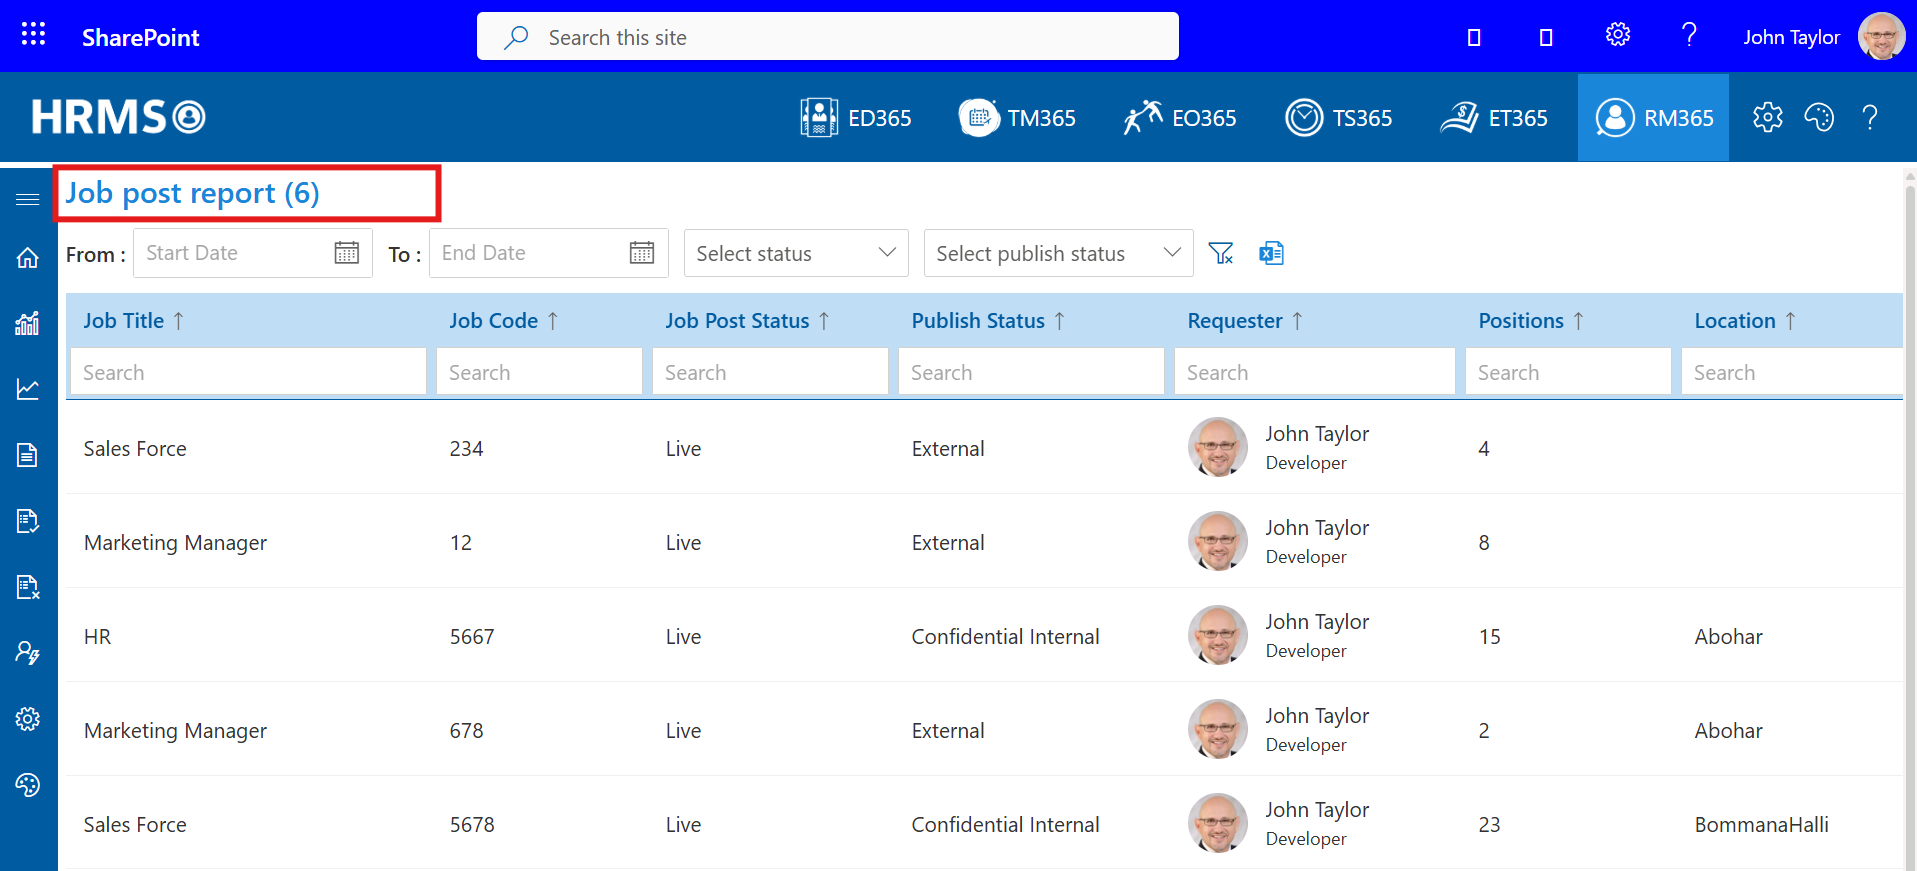 SharePoint
Search this site
?
John Taylor
HRMS
ED365
TM365
EO365
TS365
ET365
RM365
?
Job post report (6)
From : Start Date To : End Date Select status Select publish status
Job Title ↑ Job Code ↑ Job Post Status ↑ Publish Status ↑ Requester ↑ Positions ↑ Location ↑
Search Search Search Search Search Search Search
Sales Force 234 Live External John Taylor Developer 4
Marketing Manager 12 Live External John Taylor Developer 8
HR 5667 Live Confidential Internal John Taylor Developer 15 Abohar
Marketing Manager 678 Live External John Taylor Developer 2 Abohar
Sales Force 5678 Live Confidential Internal John Taylor Developer 23 BommanaHalli